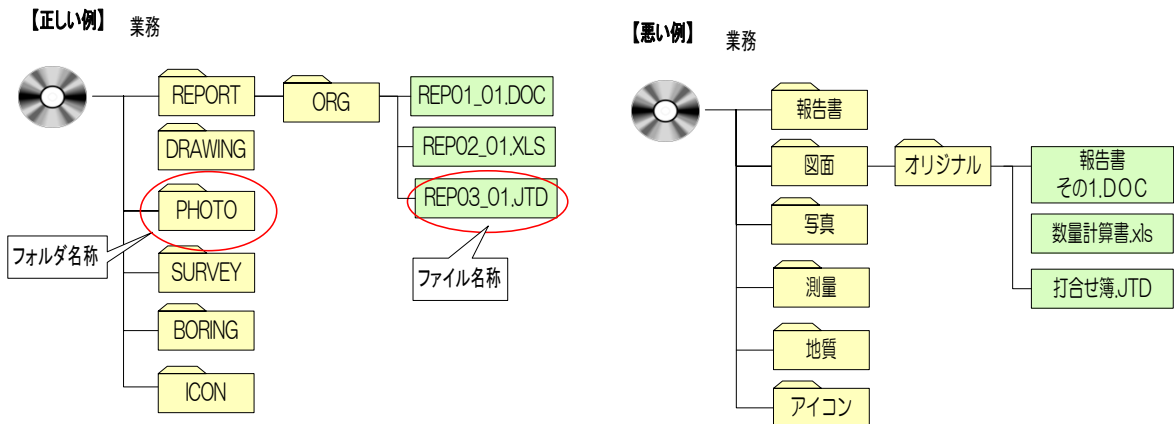 【正しい例】 業務
REPORT
ORG
REP01_01.DOC
DRAWING
REP02_01.XLS
PHOTO
REP03_01.JTD
フォルダ名称
SURVEY
ファイル名称
BORING
ICON
【悪い例】 業務
報告書
図面
オリジナル
報告書
その1.DOC
写真
数量計算書.xls
測量
打合せ簿.JTD
地質
アイコン